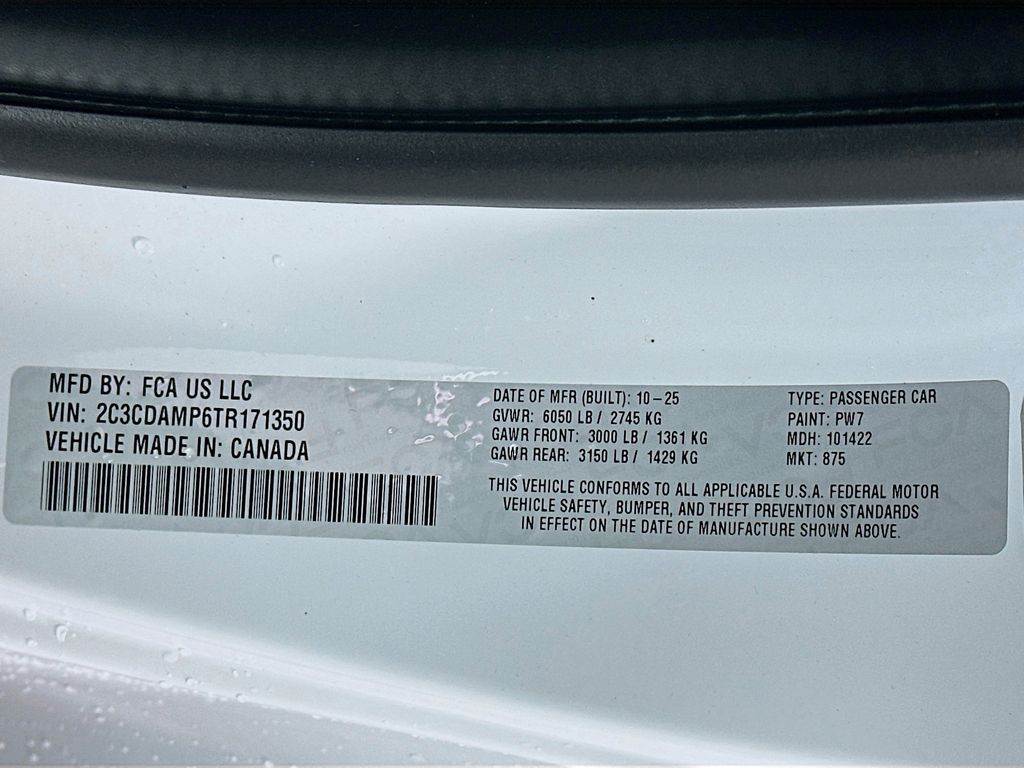 MFD BY: FCA US LLC
VIN: 2C3CDAMP6TR171350
VEHICLE MADE IN: CANADA
DATE OF MFR (BUILT): 10-25
GVWR: 6050 LB / 2745 KG
GAWR FRONT: 3000 LB / 1361 KG
GAWR REAR: 3150 LB / 1429 KG
TYPE: PASSENGER CAR
PAINT: PW7
MDH: 101422
MKT: 875
THIS VEHICLE CONFORMS TO ALL APPLICABLE U.S.A. FEDERAL MOTOR
VEHICLE SAFETY, BUMPER, AND THEFT PREVENTION STANDARDS
IN EFFECT ON THE DATE OF MANUFACTURE SHOWN ABOVE.